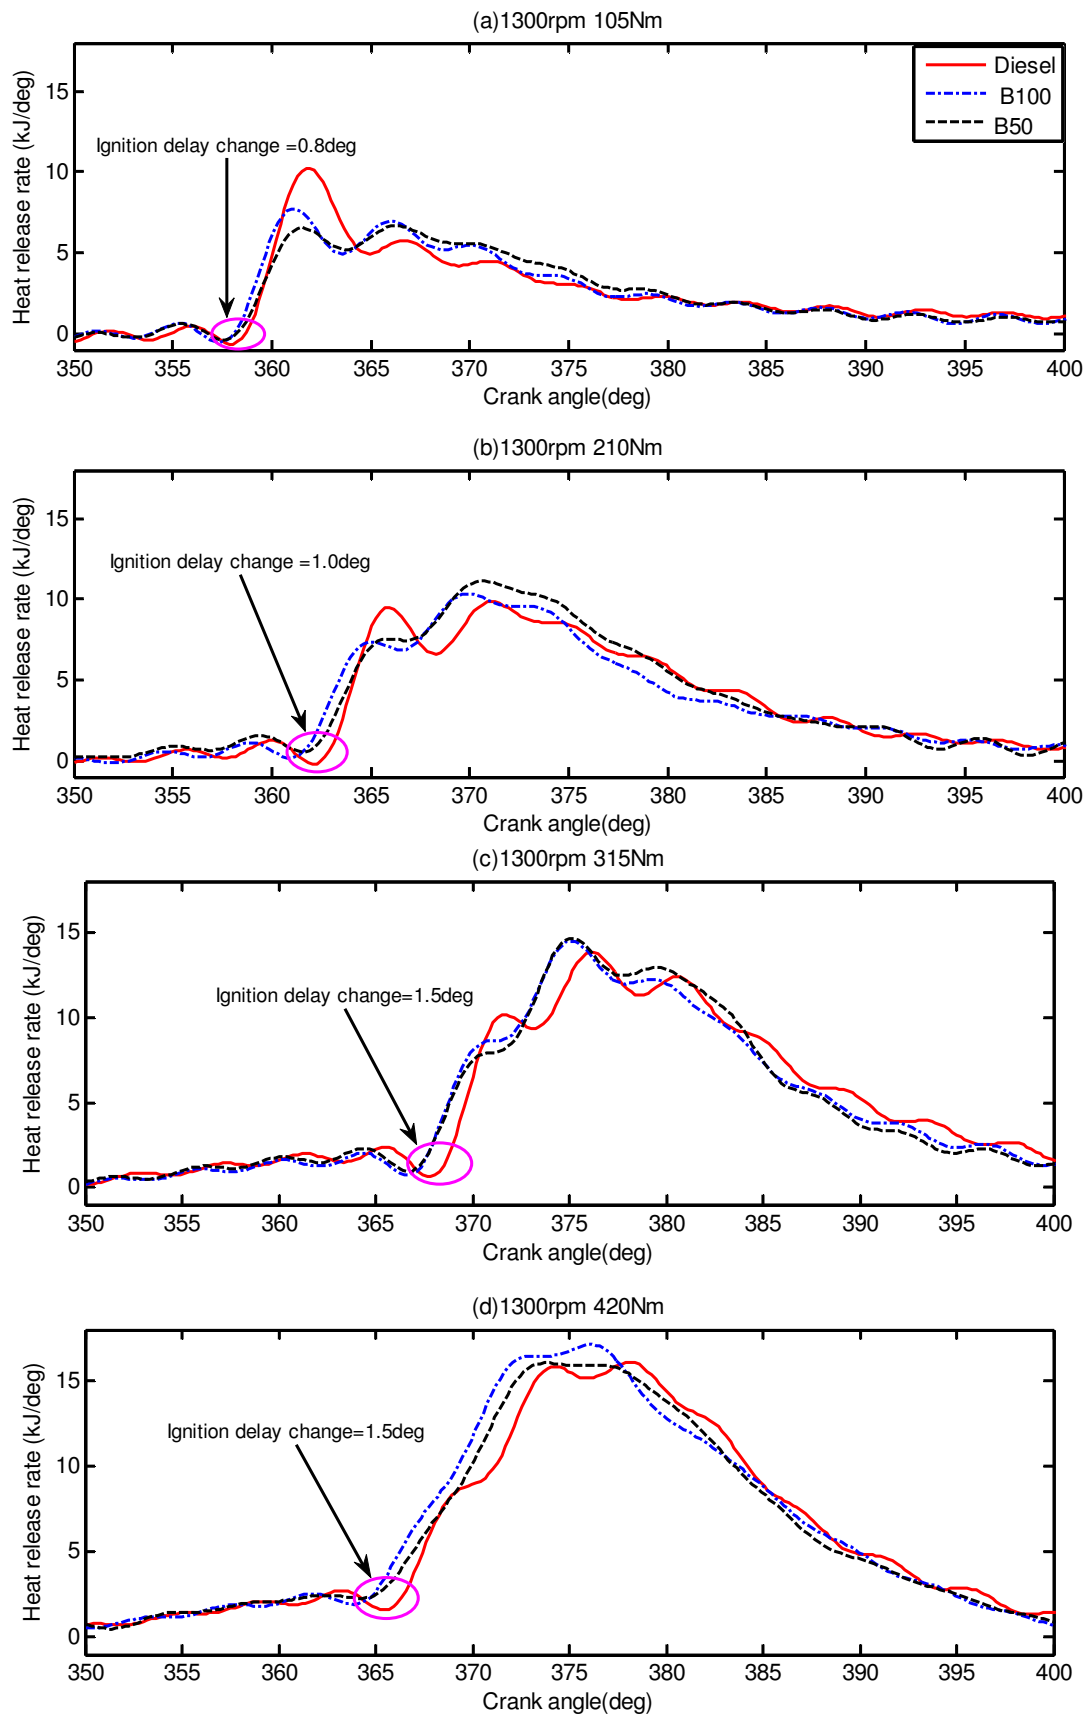 (a)1300rpm 105Nm
Heat release rate (kJ/deg)
15
10
5
0
Ignition delay change =0.8deg
Diesel
B100
B50
350 355 360 365 370 375 380 385 390 395 400
Crank angle(deg)
(b)1300rpm 210Nm
Heat release rate (kJ/deg)
15
10
5
0
Ignition delay change =1.0deg
350 355 360 365 370 375 380 385 390 395 400
Crank angle(deg)
(c)1300rpm 315Nm
Heat release rate (kJ/deg)
15
10
5
0
Ignition delay change=1.5deg
350 355 360 365 370 375 380 385 390 395 400
Crank angle(deg)
(d)1300rpm 420Nm
Heat release rate (kJ/deg)
15
10
5
0
Ignition delay change=1.5deg
350 355 360 365 370 375 380 385 390 395 400
Crank angle(deg)